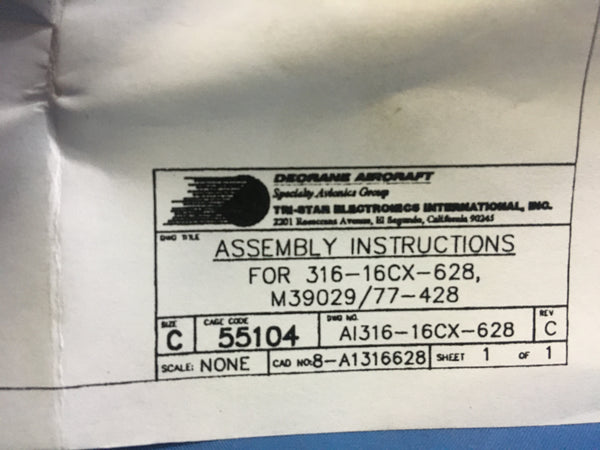 DEORANE AIRCRAFT
Specialty Avionics Group
TRI-STAR ELECTRONICS INTERNATIONAL, INC.
2201 Rosecrans Avenue, El Segundo, California 90245
DWG TITLE
ASSEMBLY INSTRUCTIONS
FOR 316-16CX-628,
M39029/77-428
SIZE
C
CAGE CODE
55104
DWG NO.
AI316-16CX-628
REV
C
SCALE: NONE
CAD NO:8-A1316628
SHEET 1 OF 1